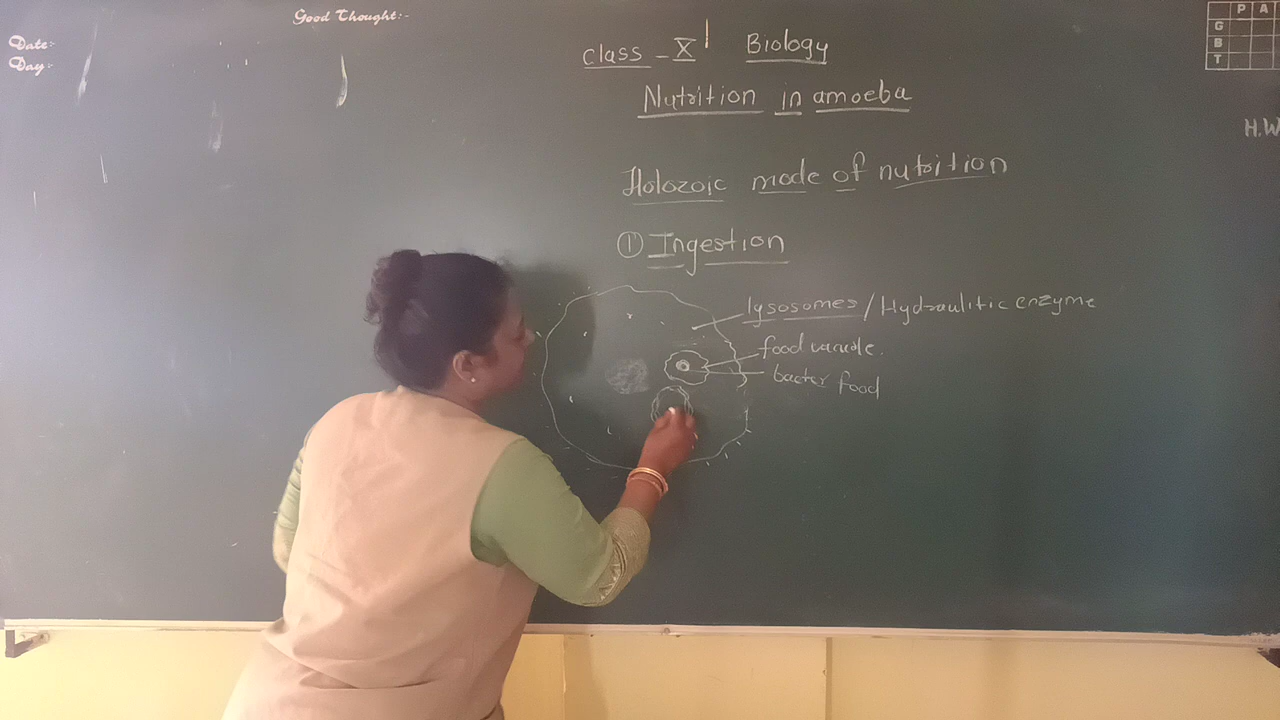 Good Thought:-
Date:-
Day:-
P A
G
B
T
H.W
Class - X Biology
Nutrition in amoeba
Holozoic mode of nutrition
① Ingestion
lysosomes / Hydraulitic enzyme
food vacuole.
food